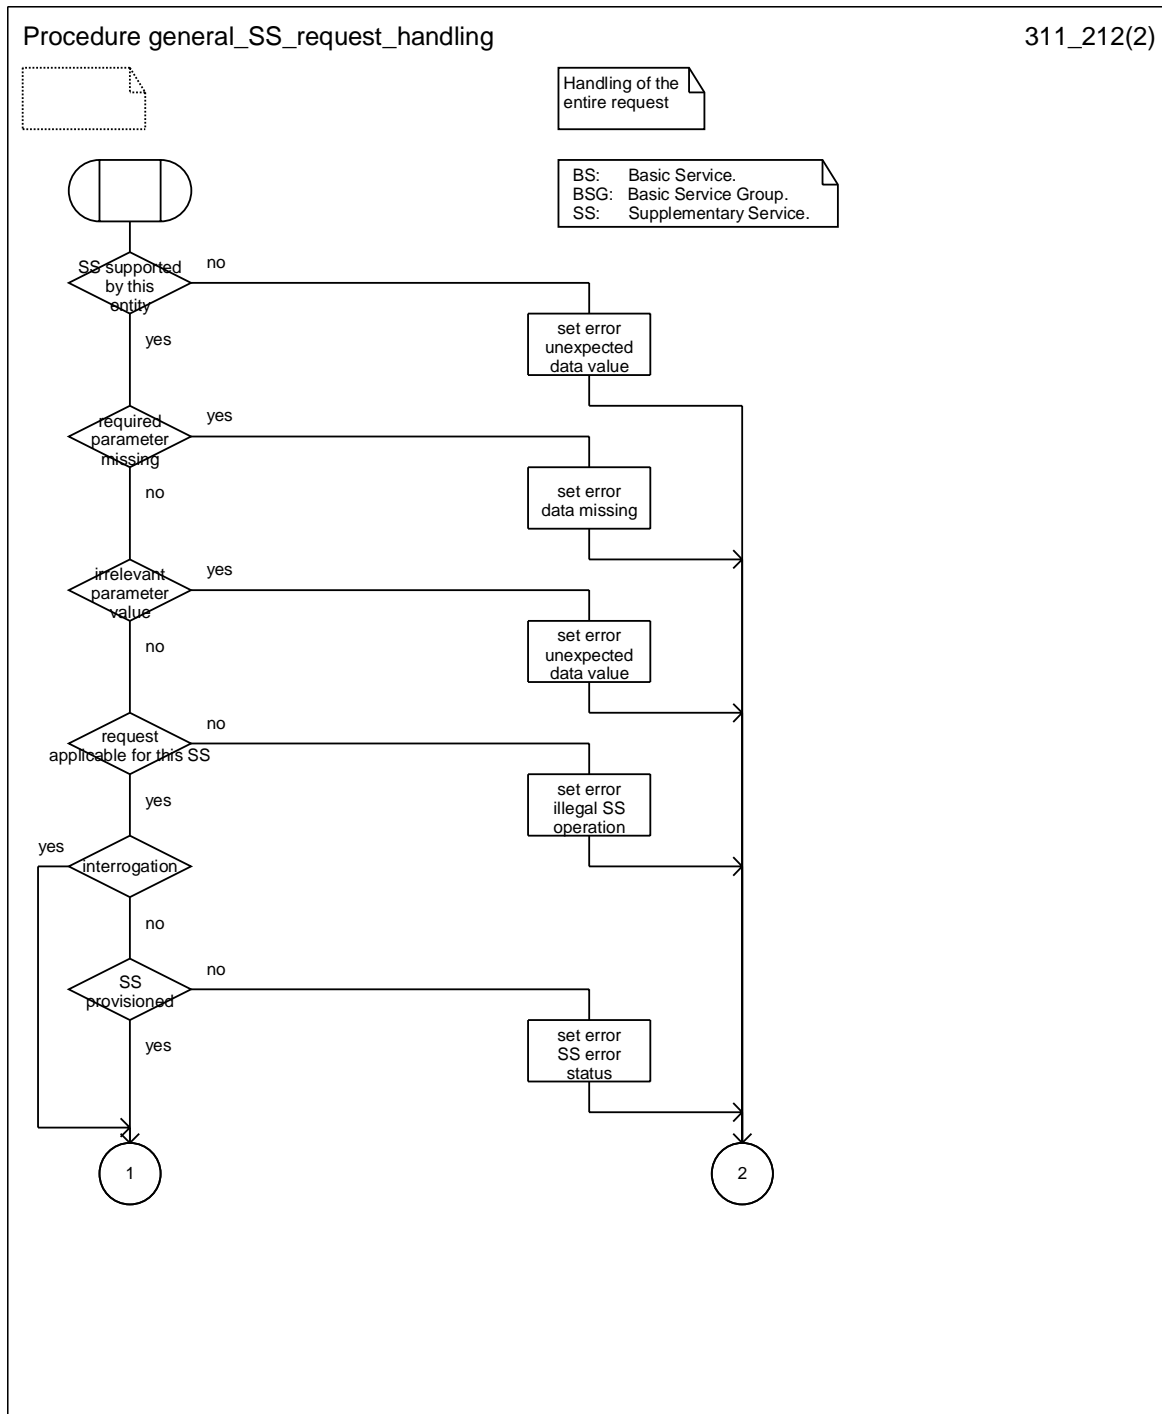 Procedure general_SS_request_handling
311_212(2)
Handling of the
entire request
BS: Basic Service.
BSG: Basic Service Group.
SS: Supplementary Service.
SS supported
by this
entity
no
yes
set error
unexpected
data value
required
parameter
missing
yes
no
set error
data missing
irrelevant
parameter
value
yes
no
set error
unexpected
data value
request
applicable for this SS
no
yes
set error
illegal SS
operation
interrogation
yes
no
SS
provisioned
no
yes
set error
SS error
status
1
2